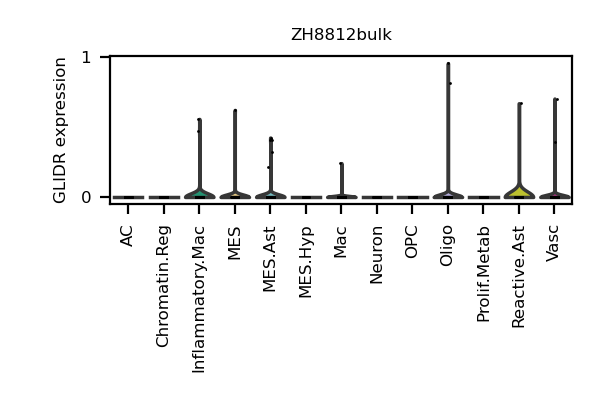 ZH8812bulk
GLIDR expression
1
0
AC
Chromatin.Reg
Inflammatory.Mac
MES
MES.Ast
MES.Hyp
Mac
Neuron
OPC
Oligo
Prolif.Metab
Reactive.Ast
Vasc